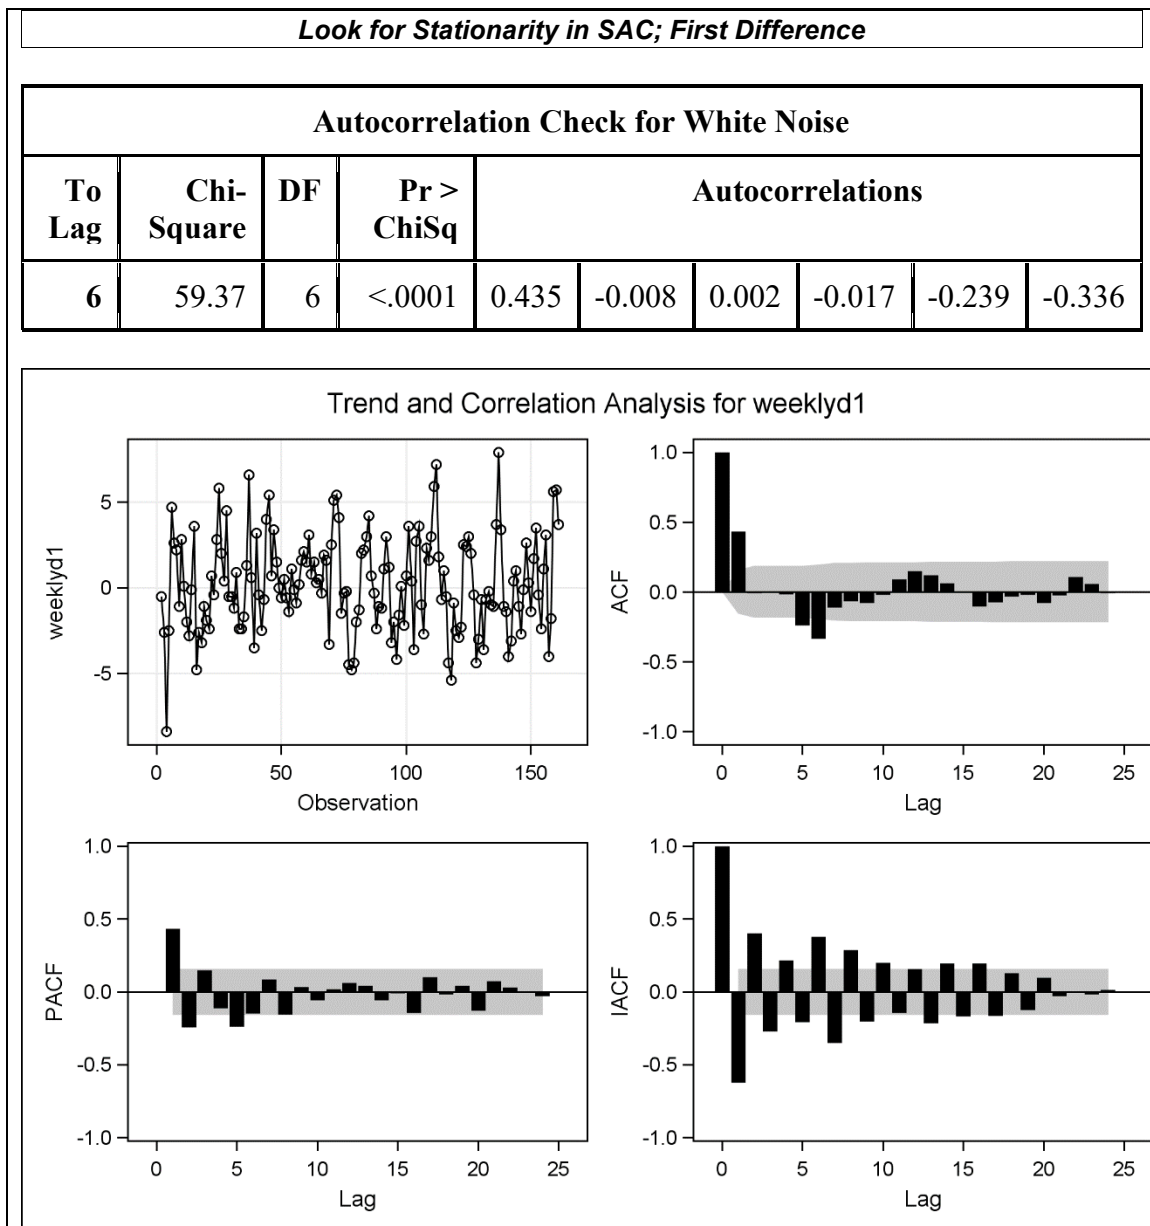 Look for Stationarity in SAC; First Difference
Autocorrelation Check for White Noise
To Lag Chi-Square DF Pr > ChiSq Autocorrelations
6 59.37 6 <.0001 0.435 -0.008 0.002 -0.017 -0.239 -0.336
Trend and Correlation Analysis for weeklyd1
weeklyd1
5
0
-5
0 50 100 150
Observation
ACF
1.0
0.5
0.0
-0.5
-1.0
0 5 10 15 20 25
Lag
PACF
1.0
0.5
0.0
-0.5
-1.0
0 5 10 15 20 25
Lag
IACF
1.0
0.5
0.0
-0.5
-1.0
0 5 10 15 20 25
Lag